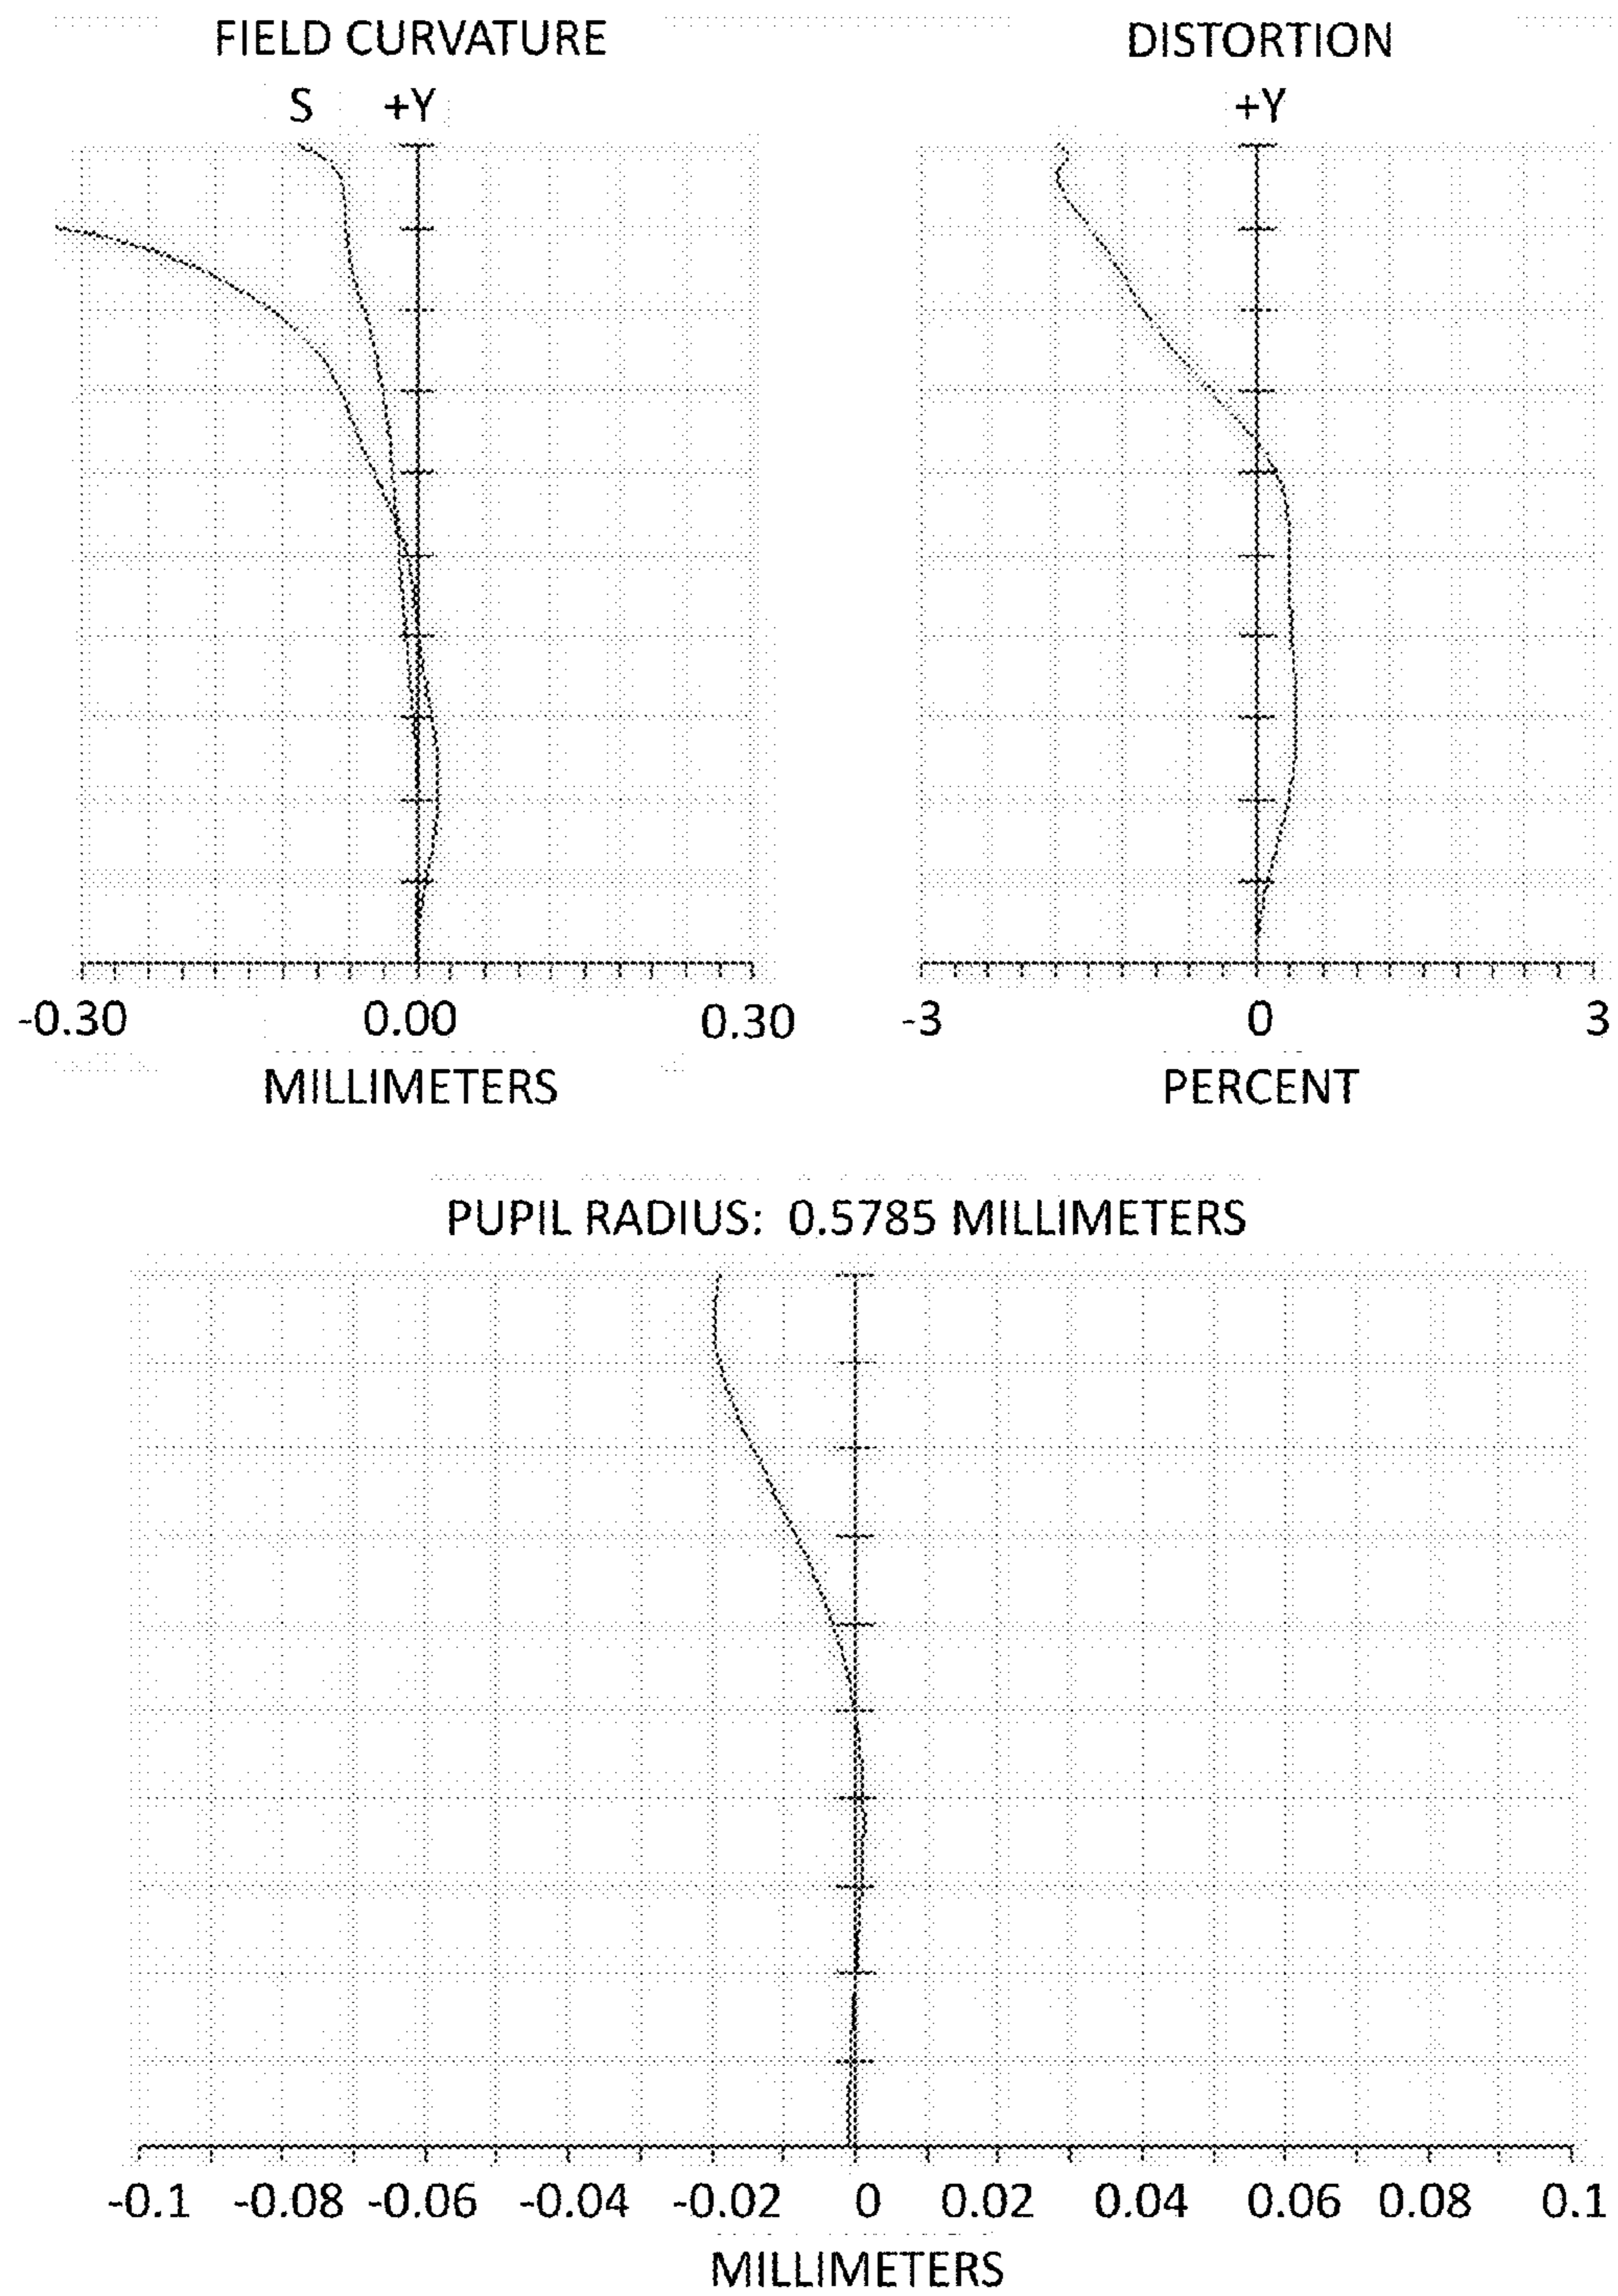 FIELD CURVATURE
S +Y
-0.30 0.00 0.30
MILLIMETERS
DISTORTION
+Y
-3 0 3
PERCENT
PUPIL RADIUS: 0.5785 MILLIMETERS
-0.1 -0.08 -0.06 -0.04 -0.02 0 0.02 0.04 0.06 0.08 0.1
MILLIMETERS